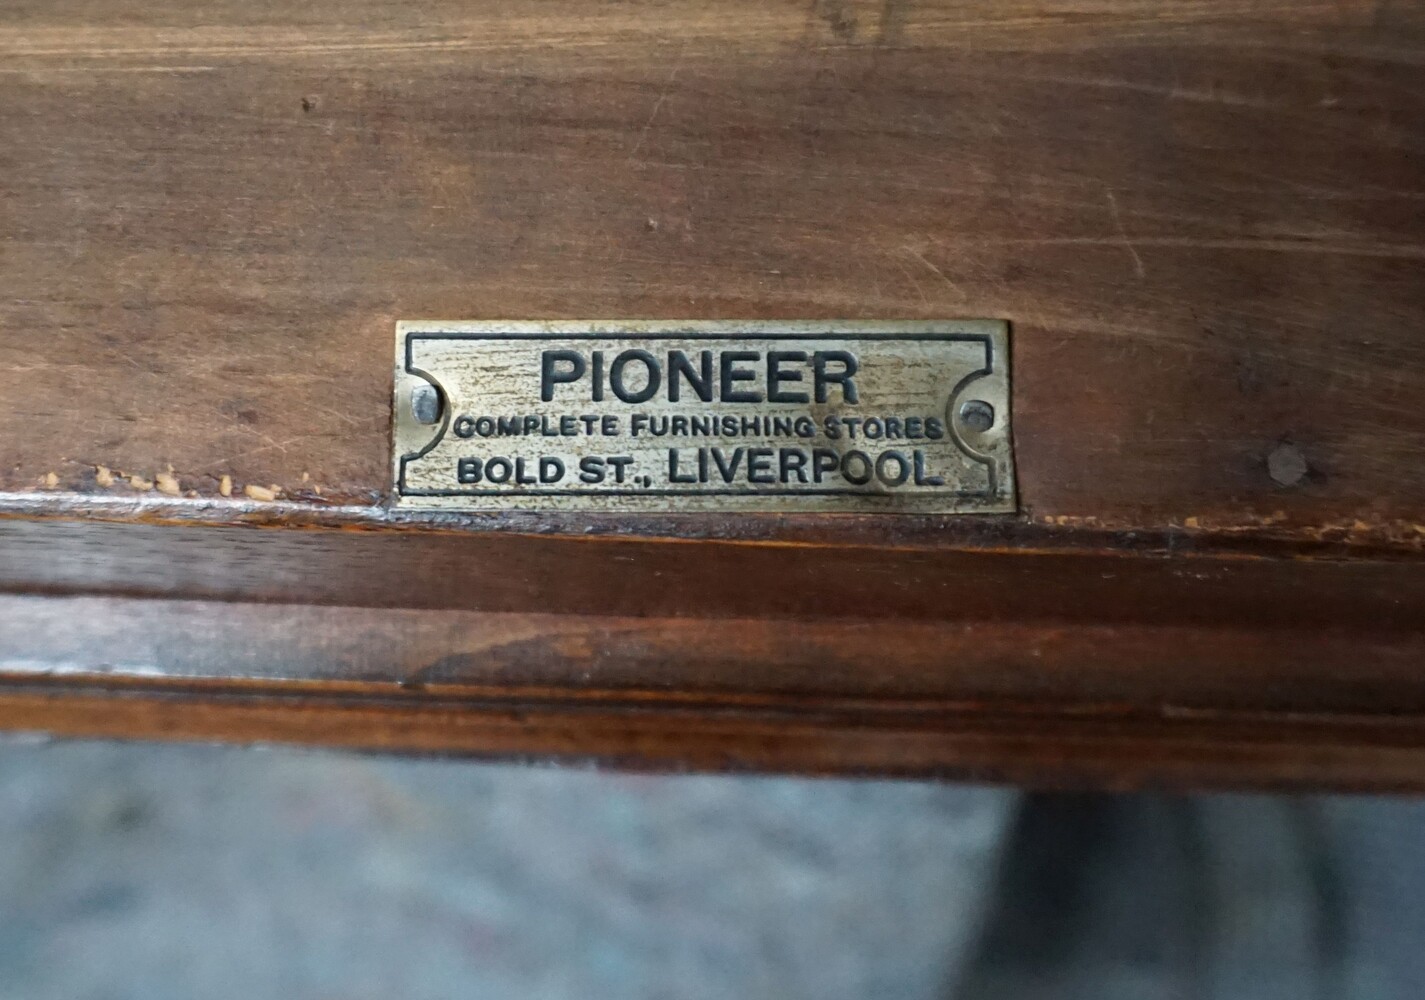 PIONEER
COMPLETE FURNISHING STORES
BOLD ST., LIVERPOOL